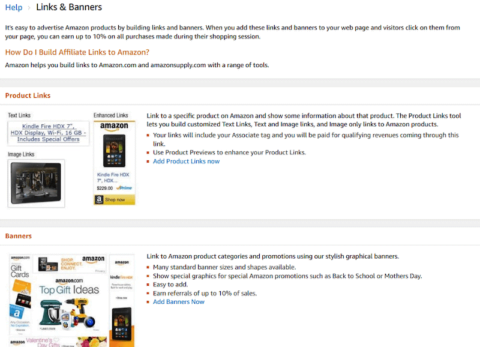 Help › Links & Banners
It's easy to advertise Amazon products by building links and banners. When you add these links and banners to your web page and visitors click on them from
your page, you can earn up to 10% on all purchases made during their shopping session.
How Do I Build Affiliate Links to Amazon?
Amazon helps you build links to Amazon.com and amazonsupply.com with a range of tools.
Product Links
Text Links
Kindle Fire HDX 7",
HDX Display, Wi-Fi, 16 GB -
Includes Special Offers
Image Links
Enhanced Links
amazon
Kindle Fire HDX
7", HDX...
$229.00
Shop now
Link to a specific product on Amazon and show some information about that product. The Product Links tool
lets you build customized Text Links, Text and Image links, and Image only links to Amazon products.
Your links will include your Associate tag and you will be paid for qualifying revenues coming through this
link.
Use Product Previews to enhance your Product Links.
Add Product Links now
Banners
Gift
Cards
amazon
amazon.com
Top Gift Ideas
amazon
Valentine's
Day Gifts
Link to Amazon product categories and promotions using our stylish graphical banners.
Many standard banner sizes and shapes available.
Show special graphics for special Amazon promotions such as Back to School or Mothers Day.
Easy to add.
Earn referrals of up to 10% of sales.
Add Banners Now